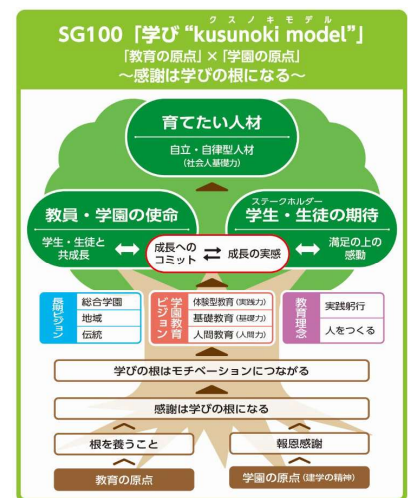 クスノキモデル
SG100「学び“kusunoki model”」
「教育の原点」×「学園の原点」
～感謝は学びの根になる～
育てたい人材
自立・自律型人材
(社会人基礎力)
教員・学園の使命
学生・生徒と
共成長
ステークホルダー
学生・生徒の期待
満足の上の
感動
成長への
コミット
成長の実感
長期ビジョン
総合学園
地域
伝統
学園教育
ビジョン
体験型教育(実践力)
基礎教育(基礎力)
人間教育(人間力)
教育理念
実践躬行
人をつくる
学びの根はモチベーションにつながる
感謝は学びの根になる
根を養うこと
報恩感謝
教育の原点
学園の原点(建学の精神)